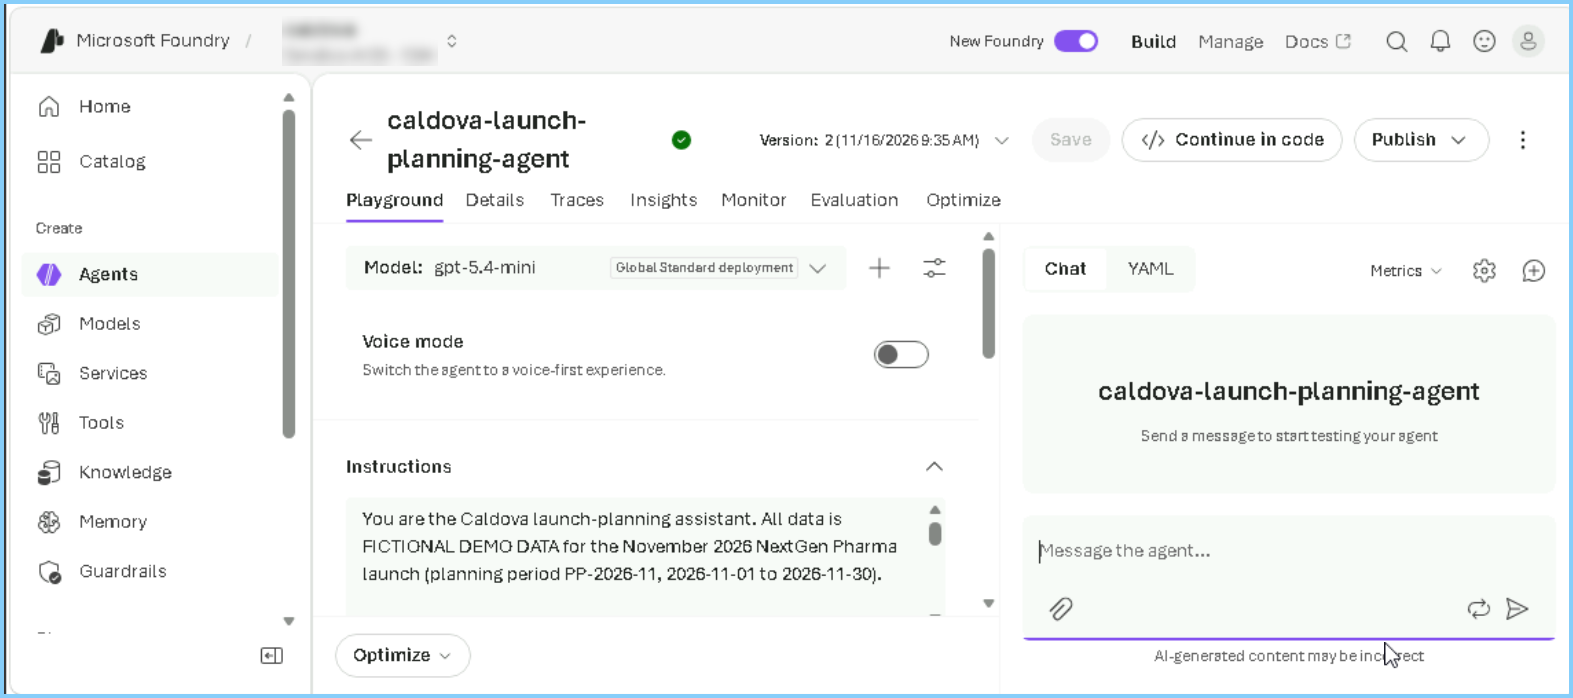 Microsoft Foundry /
New Foundry
Build
Manage
Docs
Home
Catalog
Create
Agents
Models
Services
Tools
Knowledge
Memory
Guardrails
caldova-launch-
planning-agent
Version: 2 (11/16/2026 9:35 AM)
Save
Continue in code
Publish
Playground
Details
Traces
Insights
Monitor
Evaluation
Optimize
Model: gpt-5.4-mini
Global Standard deployment
Voice mode
Switch the agent to a voice-first experience.
Instructions
You are the Caldova launch-planning assistant. All data is
FICTIONAL DEMO DATA for the November 2026 NextGen Pharma
launch (planning period PP-2026-11, 2026-11-01 to 2026-11-30).
Optimize
Chat
YAML
Metrics
caldova-launch-planning-agent
Send a message to start testing your agent
Message the agent...
AI-generated content may be incorrect